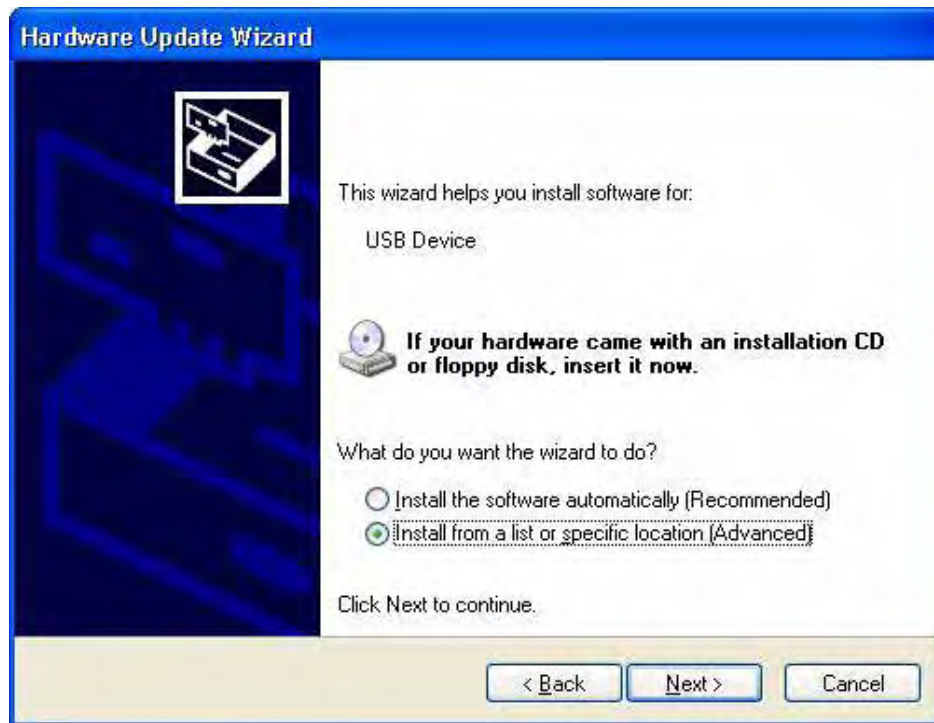 Hardware Update Wizard
This wizard helps you install software for:
USB Device
If your hardware came with an installation CD
or floppy disk, insert it now.
What do you want the wizard to do?
Install the software automatically (Recommended)
Install from a list or specific location (Advanced)
Click Next to continue.
< Back
Next >
Cancel